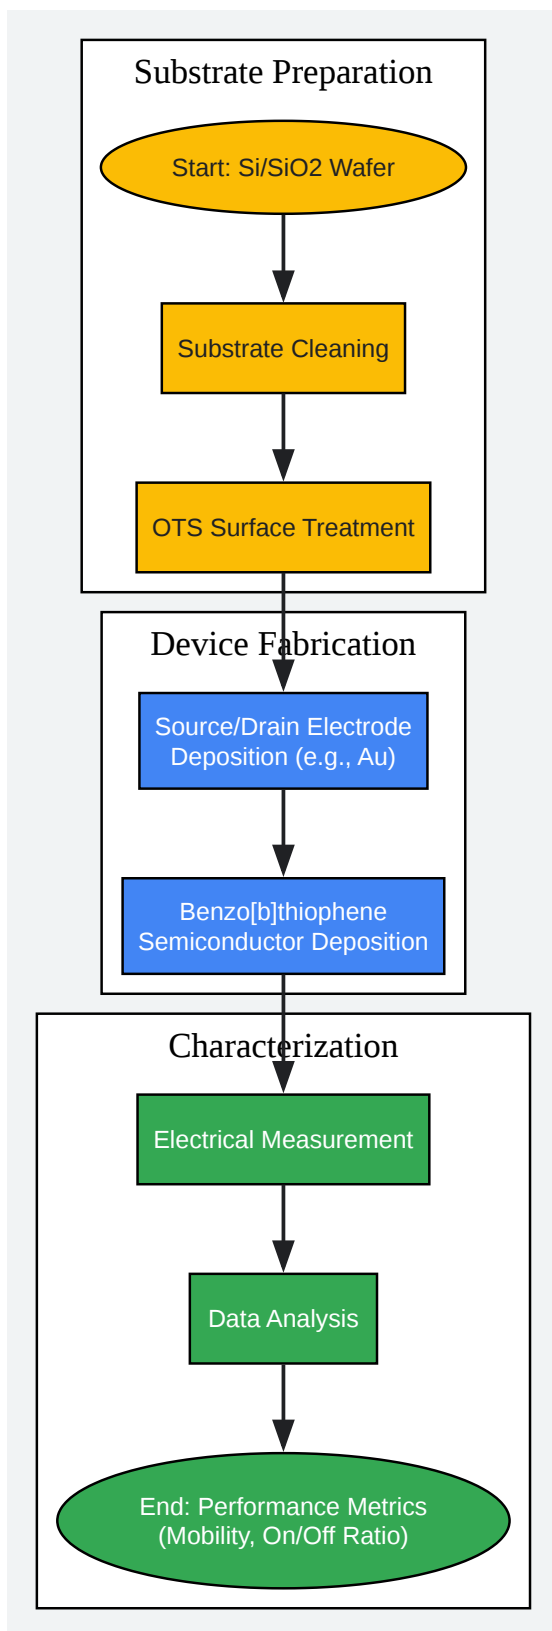 Substrate Preparation
Start: Si/SiO2 Wafer
Substrate Cleaning
OTS Surface Treatment
Device Fabrication
Source/Drain Electrode
Deposition (e.g., Au)
Benzo[b]thiophene
Semiconductor Deposition
Characterization
Electrical Measurement
Data Analysis
End: Performance Metrics
(Mobility, On/Off Ratio)